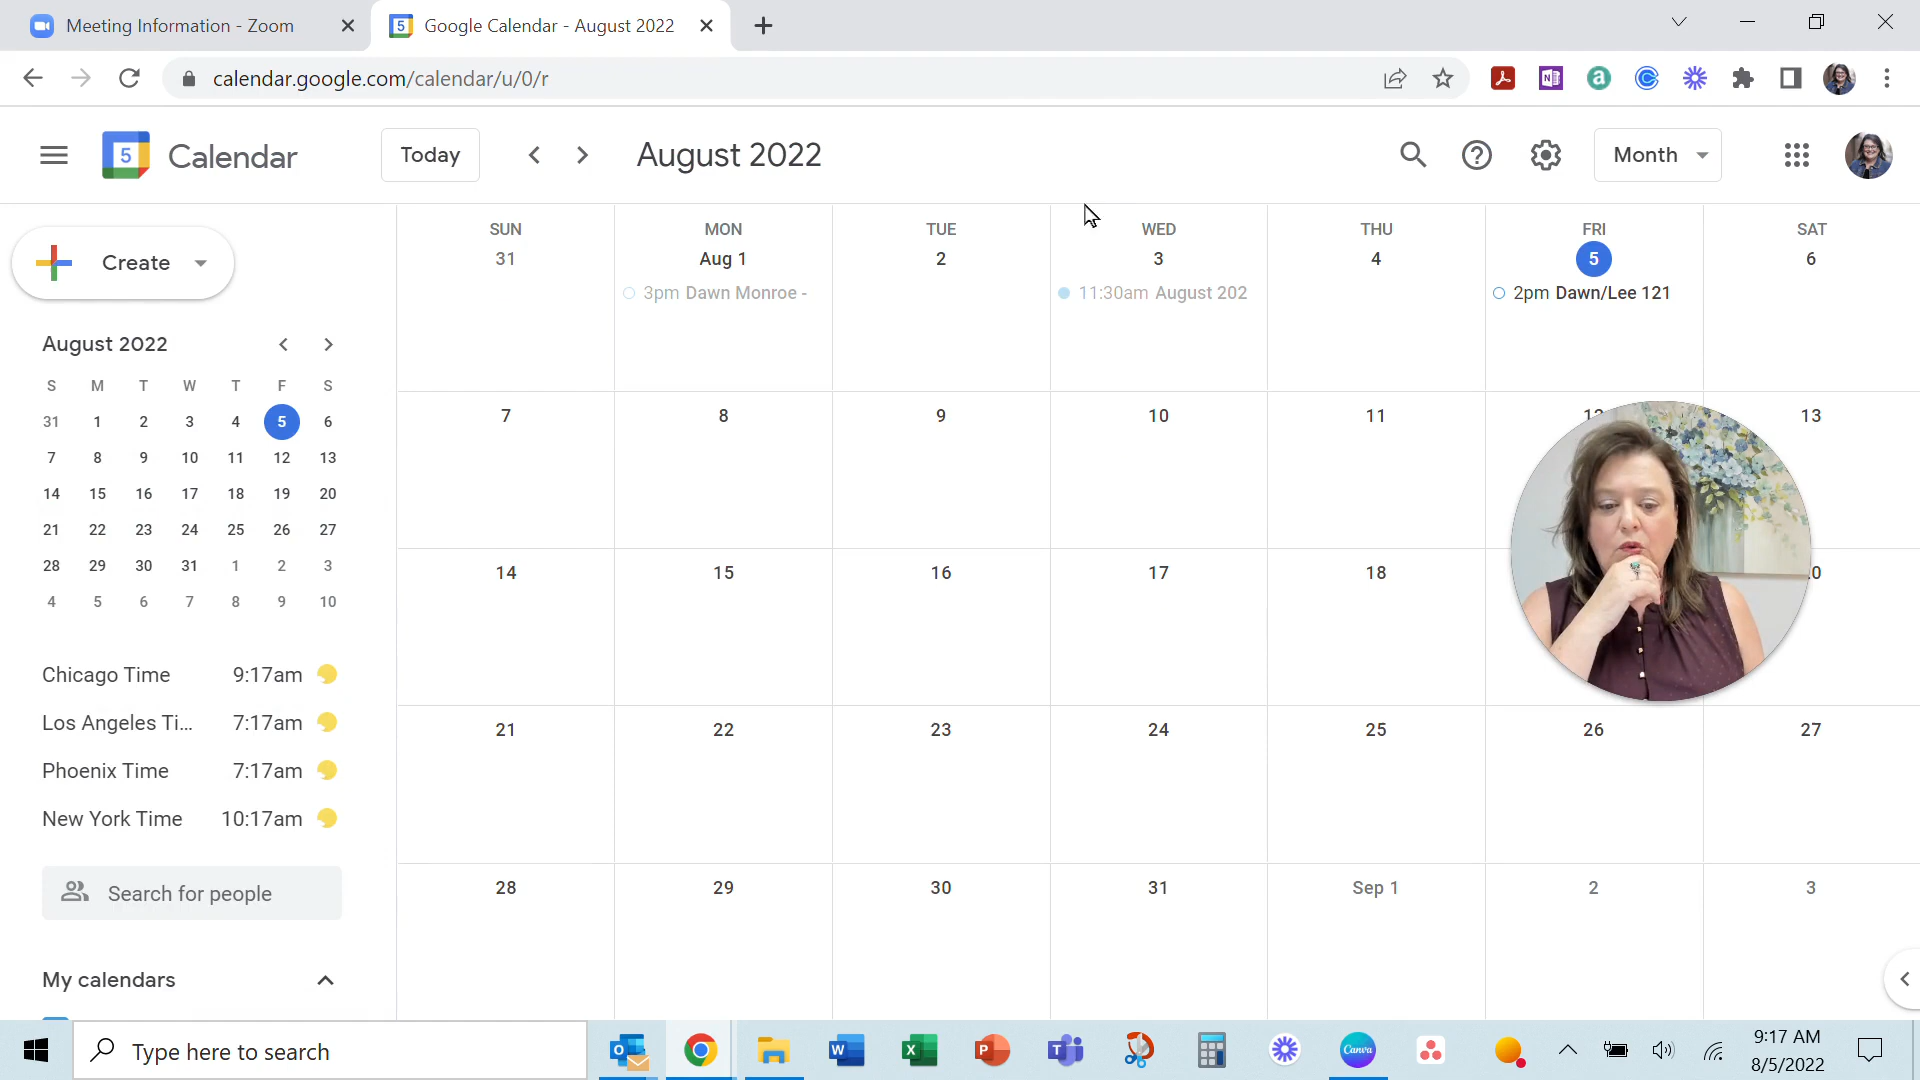 Meeting Information - Zoom
5 Google Calendar - August 2022
calendar.google.com/calendar/u/0/r
5 Calendar Today August 2022 Month
Create
August 2022
S M T W T F S
31 1 2 3 4 5 6
7 8 9 10 11 12 13
14 15 16 17 18 19 20
21 22 23 24 25 26 27
28 29 30 31 1 2 3
4 5 6 7 8 9 10
Chicago Time 9:17am
Los Angeles Ti... 7:17am
Phoenix Time 7:17am
New York Time 10:17am
Search for people
My calendars
SUN MON TUE WED THU FRI SAT
31 Aug 1 2 3 4 5 6
3pm Dawn Monroe -
11:30am August 202
2pm Dawn/Lee 121
7 8 9 10 11 13
14 15 16 17 18
21 22 23 24 25 26 27
28 29 30 31 Sep 1 2 3
Type here to search
Canva
9:17 AM
8/5/2022